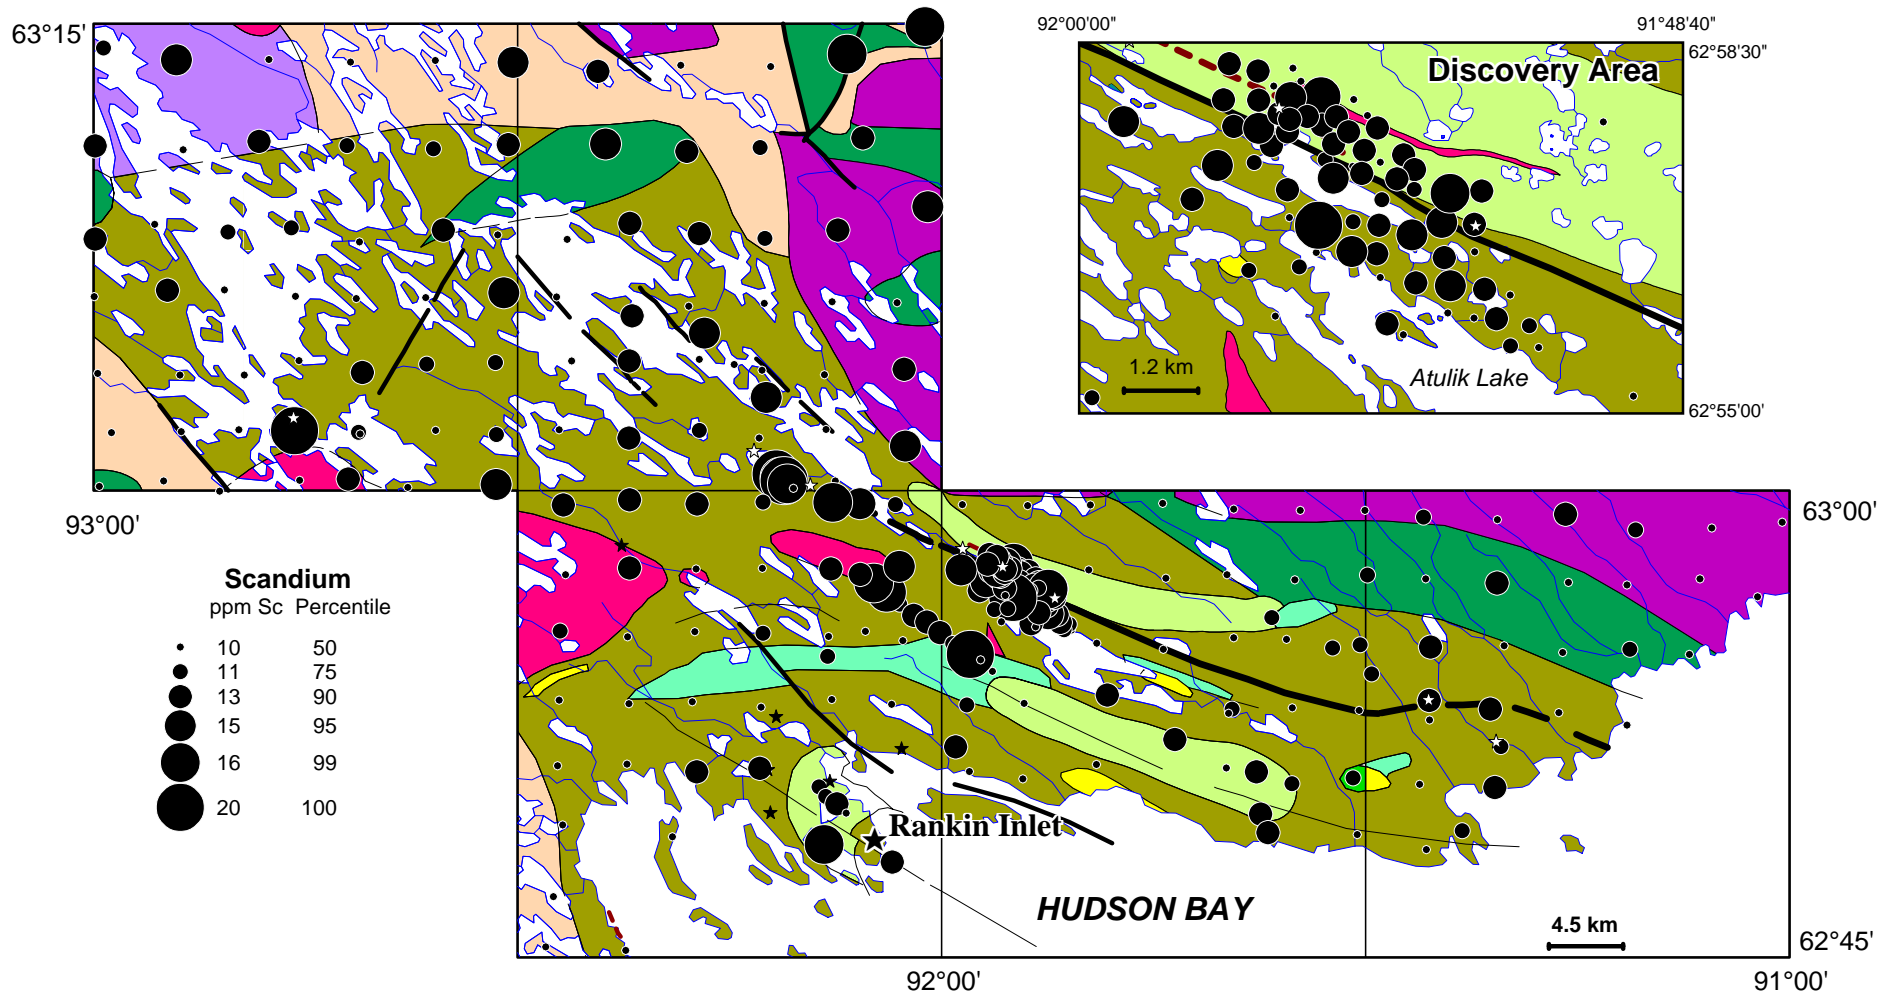 63°15'
92°00'00"
91°48'40"
62°58'30"
Discovery Area
1.2 km
Atulik Lake
62°55'00'
93°00'
63°00'
Scandium
ppm Sc Percentile
10 50
11 75
13 90
15 95
16 99
20 100
Rankin Inlet
HUDSON BAY
4.5 km
62°45'
92°00'
91°00'